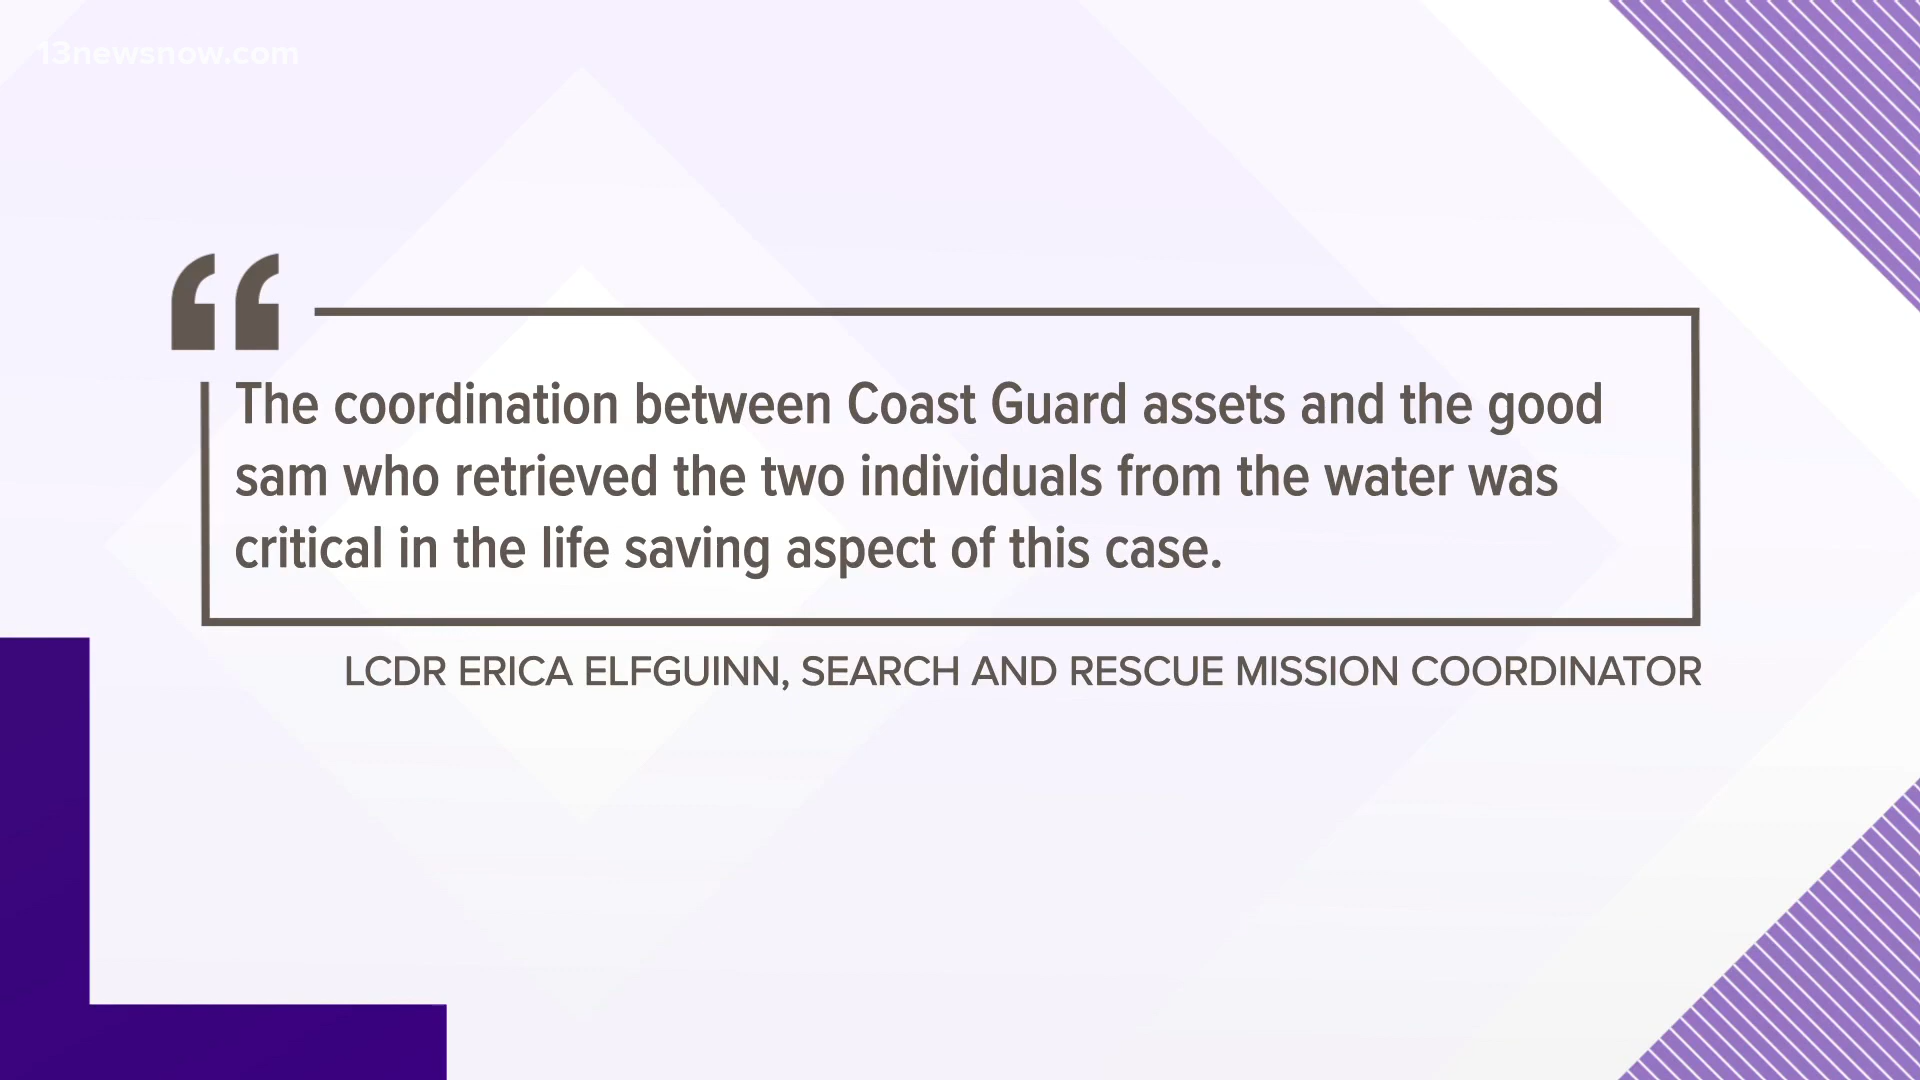 13newsnow.com
“
The coordination between Coast Guard assets and the good
sam who retrieved the two individuals from the water was
critical in the life saving aspect of this case.
LCDR ERICA ELFGUINN, SEARCH AND RESCUE MISSION COORDINATOR